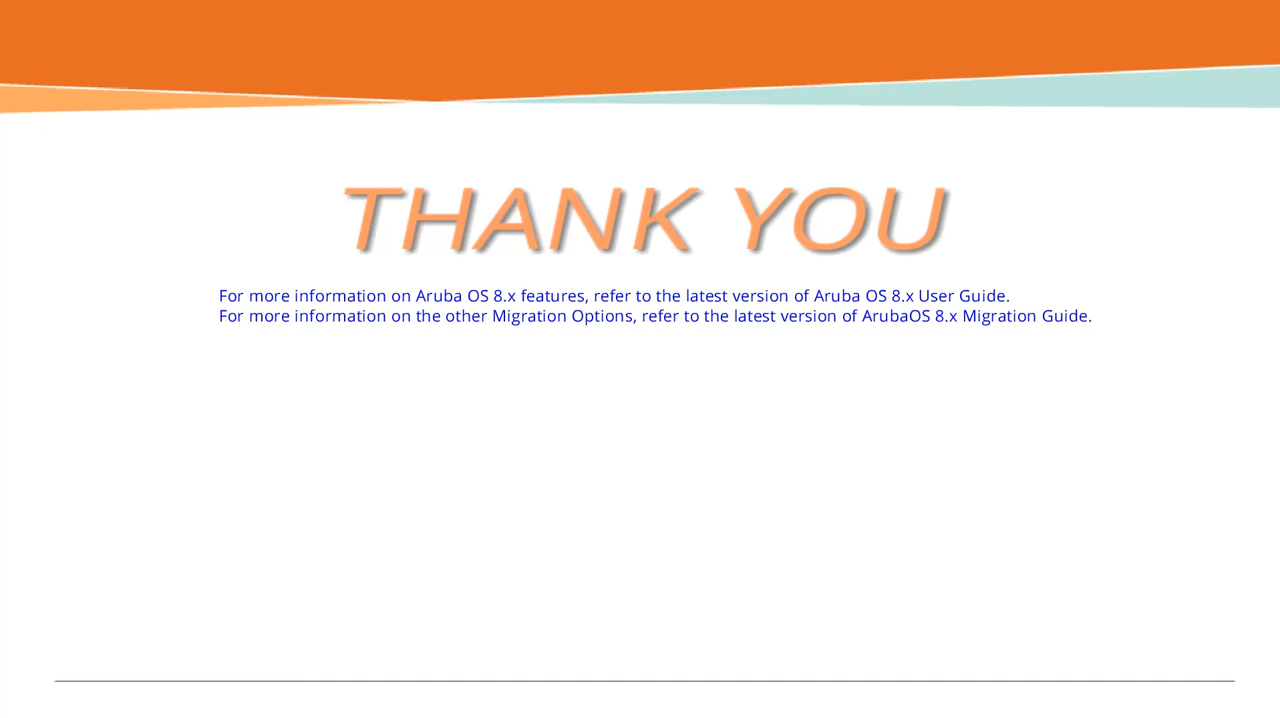 THANK YOU
For more information on Aruba OS 8.x features, refer to the latest version of Aruba OS 8.x User Guide.
For more information on the other Migration Options, refer to the latest version of ArubaOS 8.x Migration Guide.